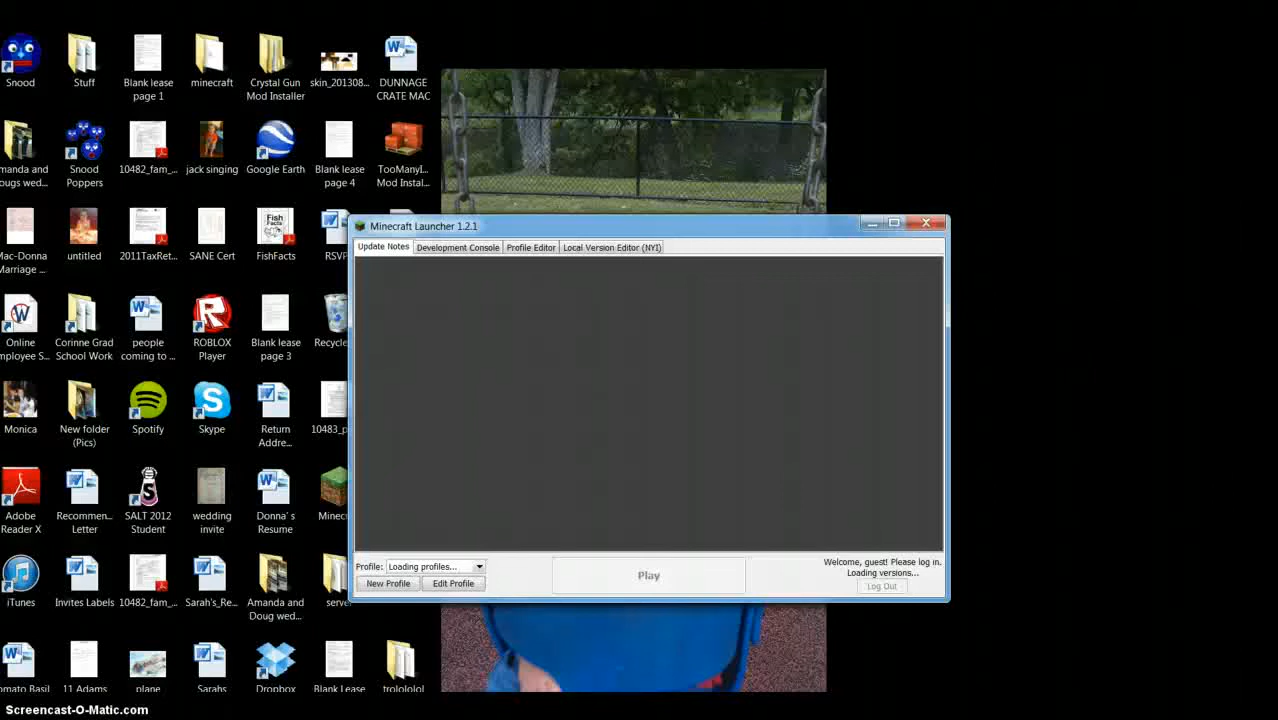 Snood
Stuff
Blank lease
page 1
minecraft
Crystal Gun
Mod Installer
skin_201308...
DUNNAGE
CRATE MAC
manda and
ougs wed...
Snood
Poppers
10482_fam_...
jack singing
Google Earth
Blank lease
page 4
TooManyI...
Mod Instal...
Mac-Donna
Marriage ...
untitled
2011TaxRet...
SANE Cert
Fish
Facts
FishFacts
RSVP
Online
mployee S...
Corinne Grad
School Work
people
coming to ...
ROBLOX
Player
Blank lease
page 3
Recycle
Monica
New folder
(Pics)
Spotify
Skype
Return
Addre...
10483_p
Adobe
Reader X
Recommen...
Letter
SALT 2012
Student
wedding
invite
Donna's
Resume
Minec
iTunes
Invites Labels
10482_fam_...
Sarah's_Re...
Amanda and
Doug wed...
serve
omato Basil
11 Adams
plane
Sarahs
Dropbox
Blank Lease
trolololol
Minecraft Launcher 1.2.1
Update Notes
Development Console
Profile Editor
Local Version Editor (NYI)
Profile:
Loading profiles...
New Profile
Edit Profile
Play
Welcome, guest! Please log in.
Loading versions...
Log Out
Screencast-O-Matic.com